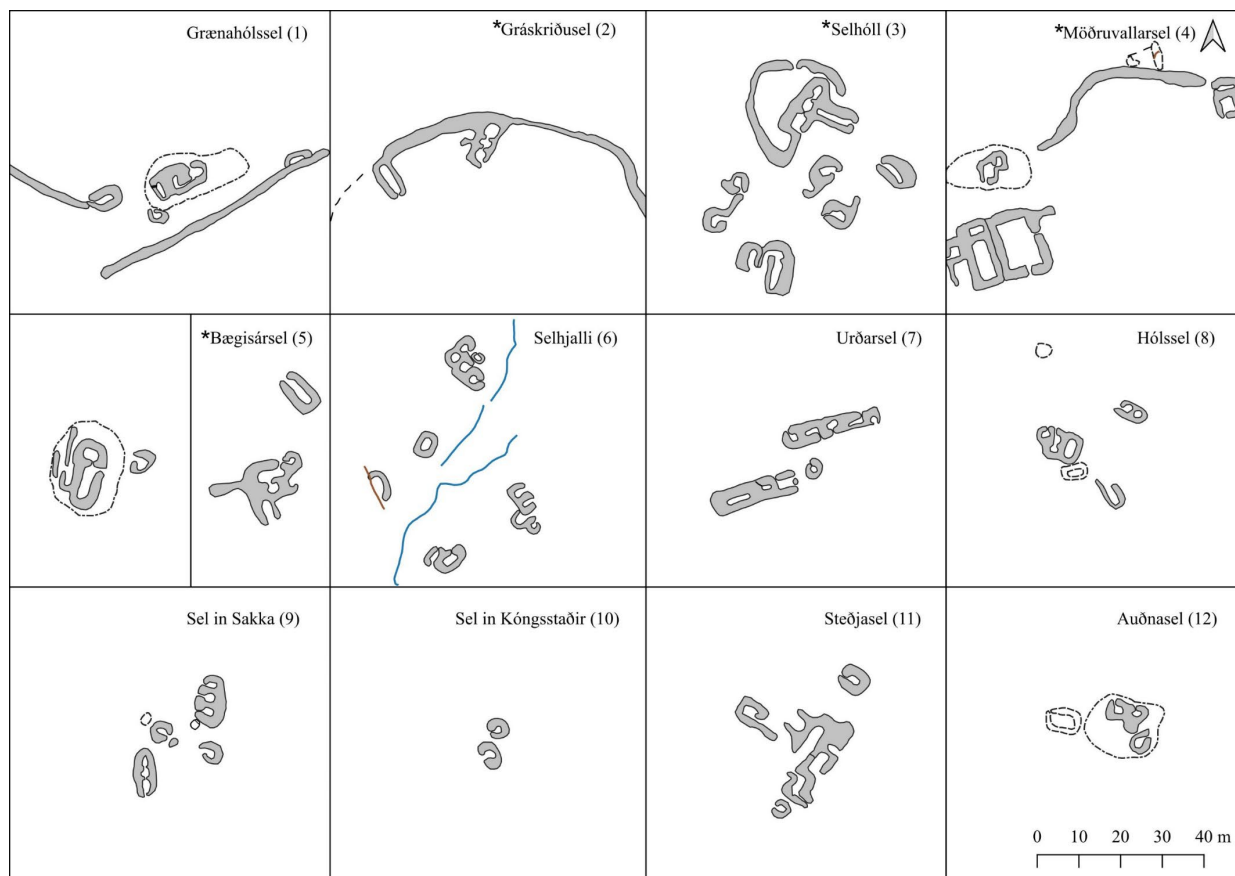 Grænahólssel (1)
*Gráskriðusel (2)
*Selhóll (3)
*Möðruvallarsel (4)
*Bægisársel (5)
Selhjalli (6)
Urðarsel (7)
Hólssel (8)
Sel in Sakka (9)
Sel in Kóngsstaðir (10)
Steðjasel (11)
Auðnasel (12)
0 10 20 30 40 m